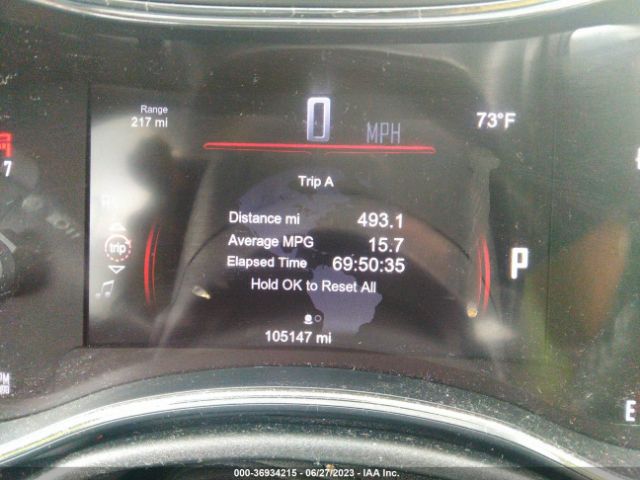 Range
217 mi
0 MPH
73°F
7
Trip A
Distance mi 493.1
Average MPG 15.7
Elapsed Time 69:50:35
Hold OK to Reset All
trip
P
105147 mi
E
000-36934215 - 06/27/2023 - IAA Inc.